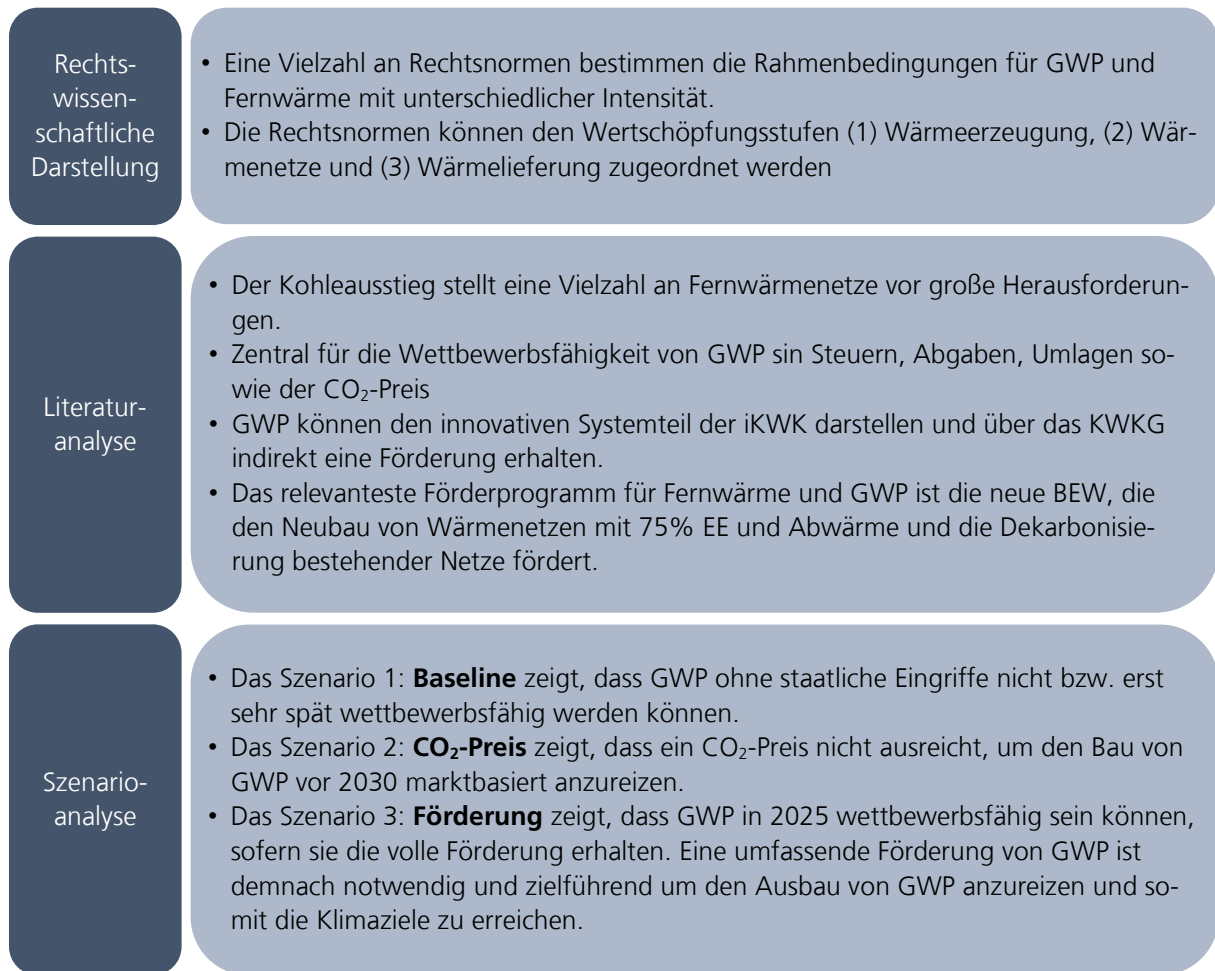 Rechts-
wissen-
schaftliche
Darstellung
• Eine Vielzahl an Rechtsnormen bestimmen die Rahmenbedingungen für GWP und
Fernwärme mit unterschiedlicher Intensität.
• Die Rechtsnormen können den Wertschöpfungsstufen (1) Wärmeerzeugung, (2) Wär-
menetze und (3) Wärmelieferung zugeordnet werden
Literatur-
analyse
• Der Kohleausstieg stellt eine Vielzahl an Fernwärmenetze vor große Herausforderun-
gen.
• Zentral für die Wettbewerbsfähigkeit von GWP sin Steuern, Abgaben, Umlagen so-
wie der CO₂-Preis
• GWP können den innovativen Systemteil der iKWK darstellen und über das KWKG
indirekt eine Förderung erhalten.
• Das relevanteste Förderprogramm für Fernwärme und GWP ist die neue BEW, die
den Neubau von Wärmenetzen mit 75% EE und Abwärme und die Dekarbonisie-
rung bestehender Netze fördert.
Szenario-
analyse
• Das Szenario 1: Baseline zeigt, dass GWP ohne staatliche Eingriffe nicht bzw. erst
sehr spät wettbewerbsfähig werden können.
• Das Szenario 2: CO₂-Preis zeigt, dass ein CO₂-Preis nicht ausreicht, um den Bau von
GWP vor 2030 marktbasiert anzureizen.
• Das Szenario 3: Förderung zeigt, dass GWP in 2025 wettbewerbsfähig sein können,
sofern sie die volle Förderung erhalten. Eine umfassende Förderung von GWP ist
demnach notwendig und zielführend um den Ausbau von GWP anzureizen und so-
mit die Klimaziele zu erreichen.